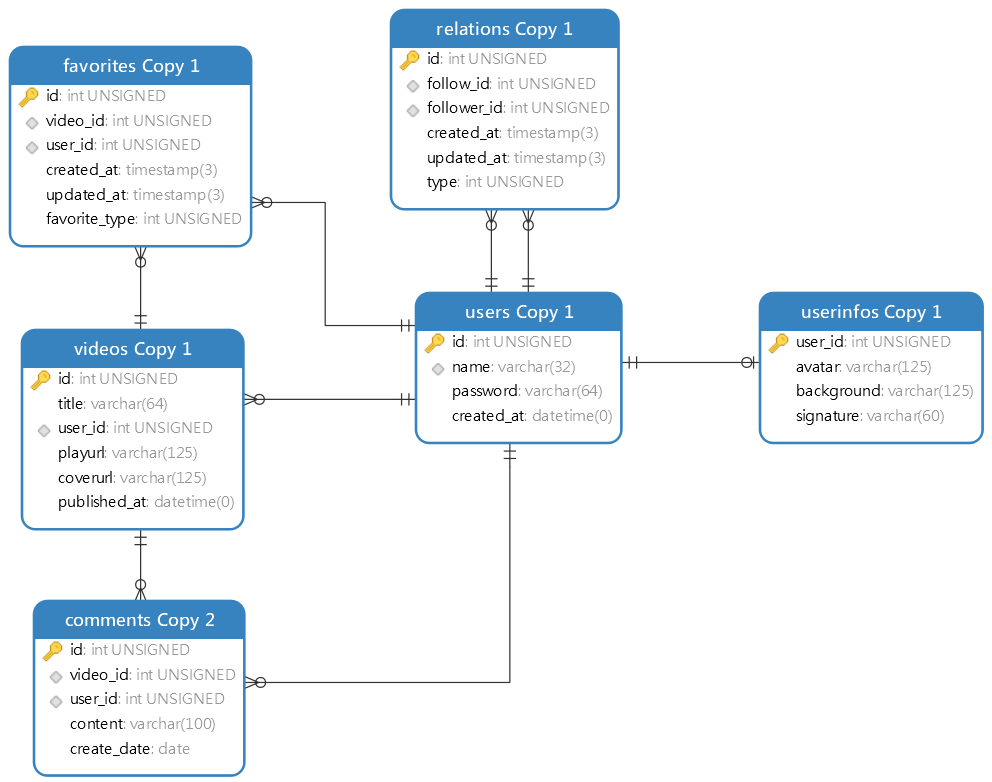 relations Copy 1
id: int UNSIGNED
follow_id: int UNSIGNED
follower_id: int UNSIGNED
created_at: timestamp(3)
updated_at: timestamp(3)
type: int UNSIGNED
favorites Copy 1
id: int UNSIGNED
video_id: int UNSIGNED
user_id: int UNSIGNED
created_at: timestamp(3)
updated_at: timestamp(3)
favorite_type: int UNSIGNED
users Copy 1
id: int UNSIGNED
name: varchar(32)
password: varchar(64)
created_at: datetime(0)
userinfos Copy 1
user_id: int UNSIGNED
avatar: varchar(125)
background: varchar(125)
signature: varchar(60)
videos Copy 1
id: int UNSIGNED
title: varchar(64)
user_id: int UNSIGNED
playurl: varchar(125)
coverurl: varchar(125)
published_at: datetime(0)
comments Copy 2
id: int UNSIGNED
video_id: int UNSIGNED
user_id: int UNSIGNED
content: varchar(100)
create_date: date